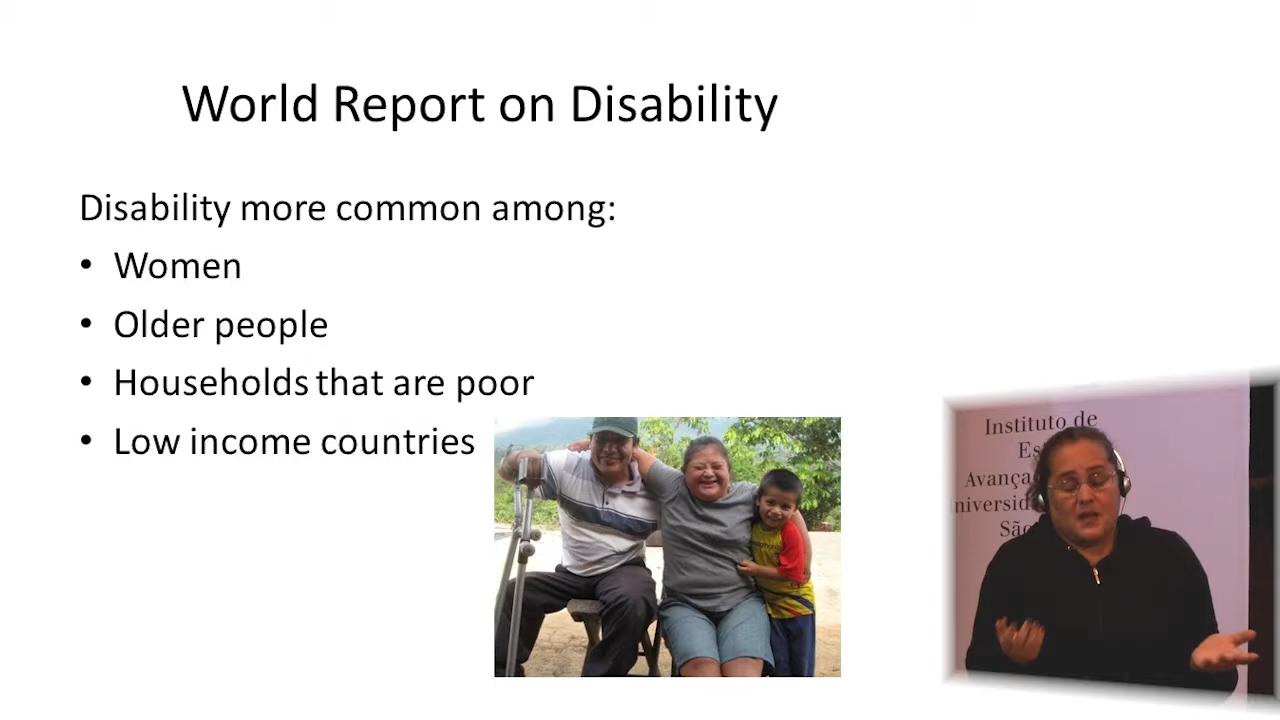 World Report on Disability
Disability more common among:
• Women
• Older people
• Households that are poor
• Low income countries
Instituto de